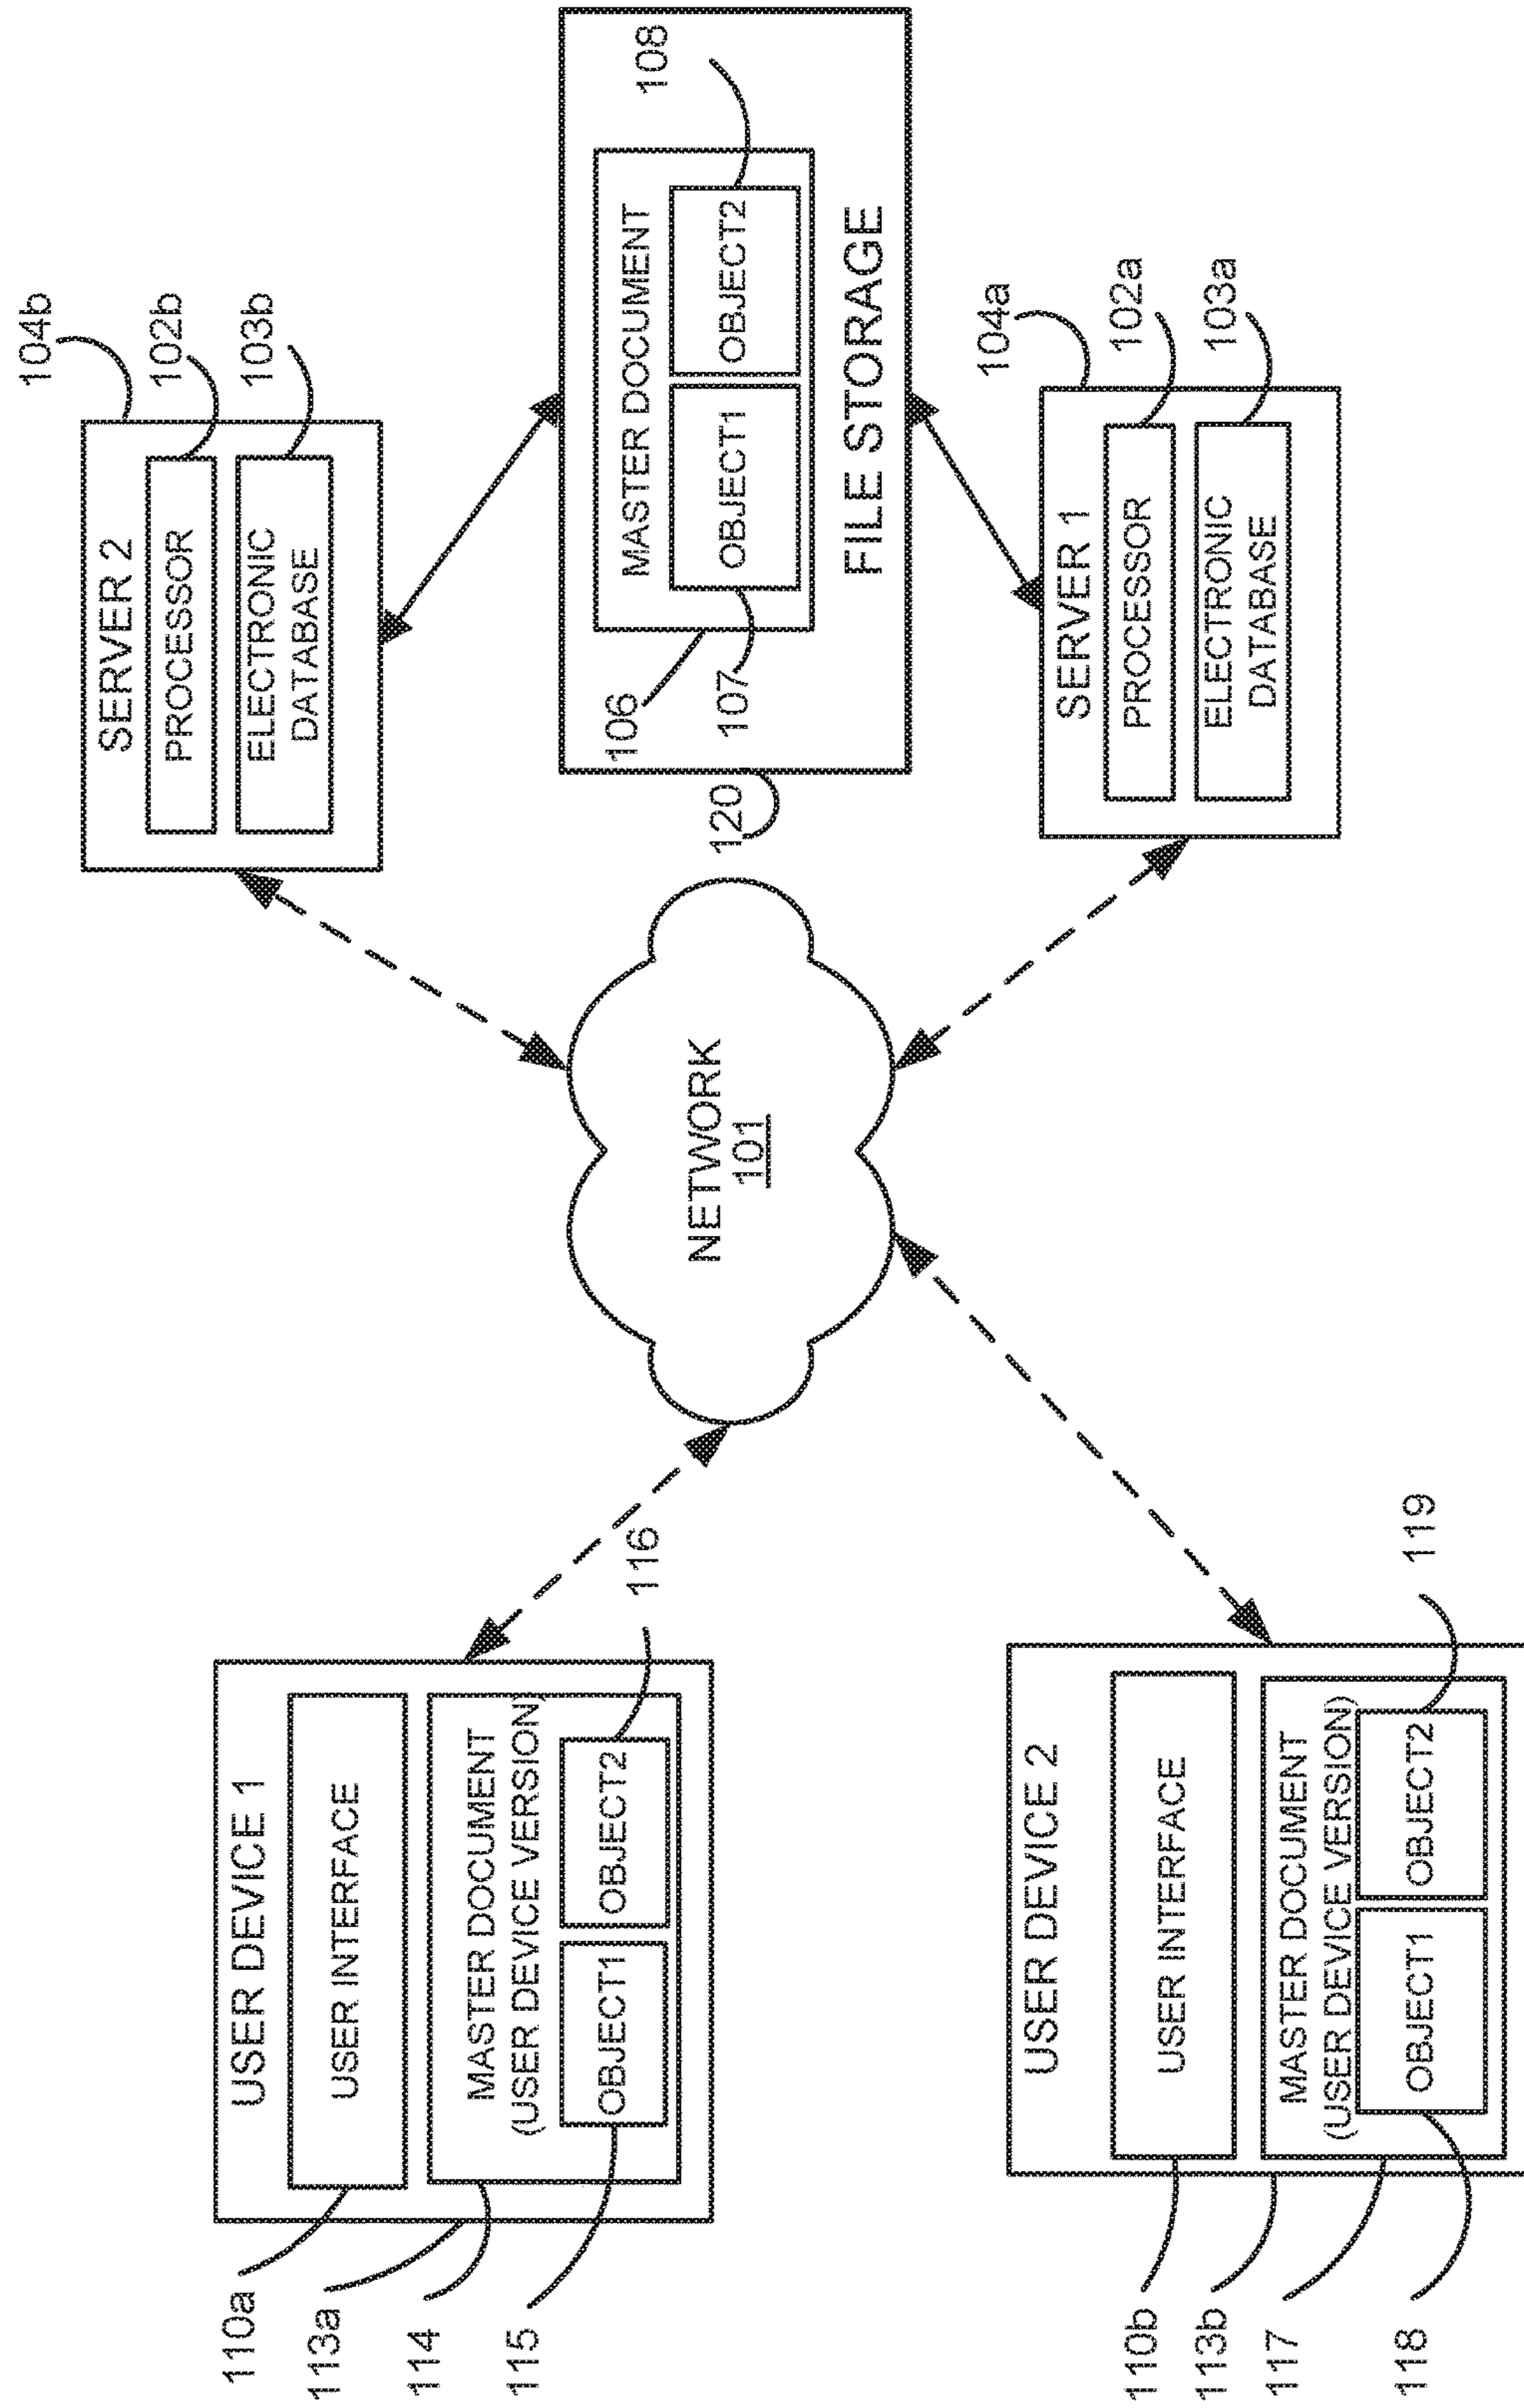 104b
102b
103b
SERVER 2
PROCESSOR
ELECTRONIC
DATABASE
110a
113a
114
115
USER DEVICE 1
USER INTERFACE
MASTER DOCUMENT
(USER DEVICE VERSION)
OBJECT1
OBJECT2
116
NETWORK
101
120
106
107
MASTER DOCUMENT
OBJECT1
OBJECT2
FILE STORAGE
108
110b
113b
117
118
USER DEVICE 2
USER INTERFACE
MASTER DOCUMENT
(USER DEVICE VERSION)
OBJECT1
OBJECT2
119
104a
102a
103a
SERVER 1
PROCESSOR
ELECTRONIC
DATABASE